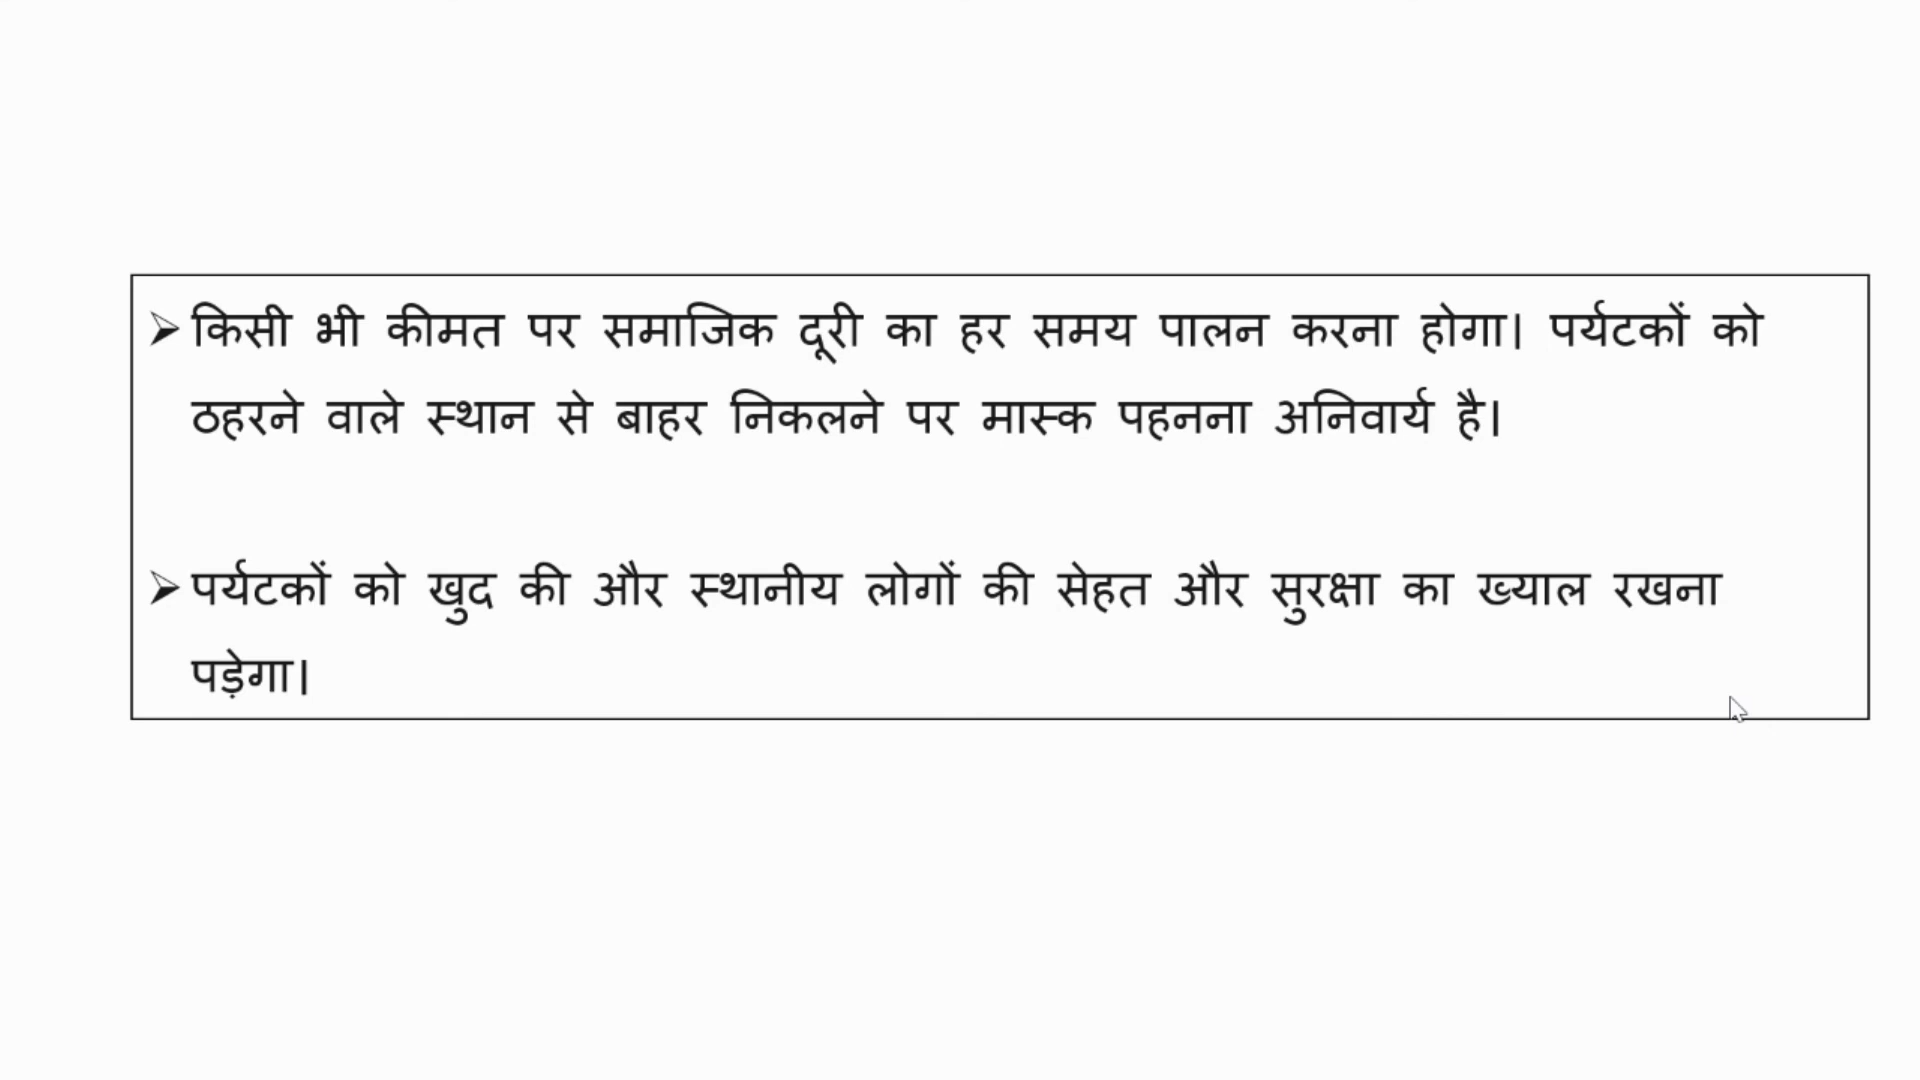 ➢ किसी भी कीमत पर समाजिक दूरी का हर समय पालन करना होगा। पर्यटकों को
ठहरने वाले स्थान से बाहर निकलने पर मास्क पहनना अनिवार्य है।
➢ पर्यटकों को खुद की और स्थानीय लोगों की सेहत और सुरक्षा का ख्याल रखना
पड़ेगा।